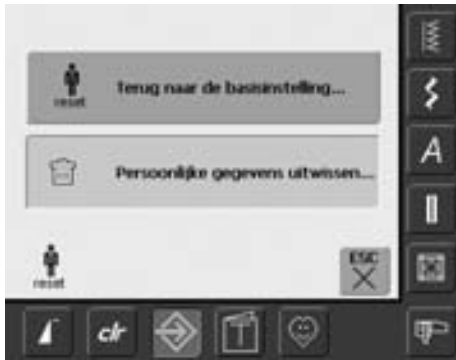 reset
Terug naar de basisinstelling...
Persoonlijke gegevens uitwissen...
reset
ESC
A
clr